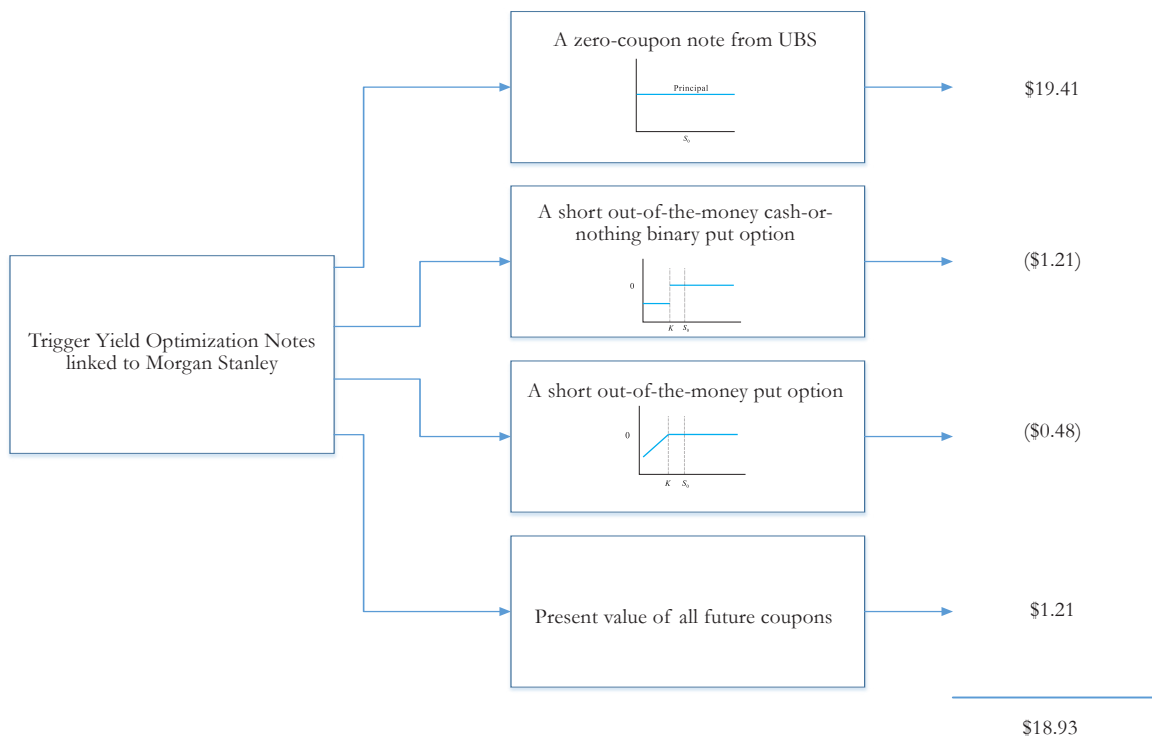 A zero-coupon note from UBS
Principal
S₀
$19.41
A short out-of-the-money cash-or-
nothing binary put option
0
K S₀
($1.21)
Trigger Yield Optimization Notes
linked to Morgan Stanley
A short out-of-the-money put option
0
K S₀
($0.48)
Present value of all future coupons
$1.21
$18.93